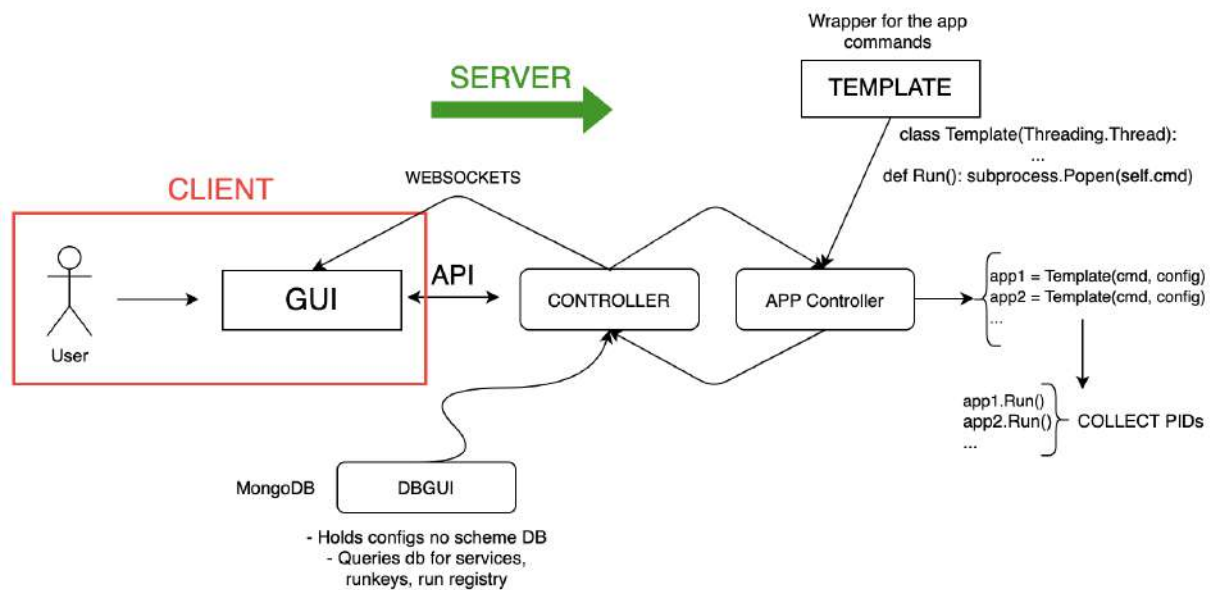 Wrapper for the app
commands
SERVER
TEMPLATE
class Template(Threading.Thread):
...
def Run(): subprocess.Popen(self.cmd)
WEBSOCKETS
CLIENT
API
GUI
CONTROLLER
APP Controller
app1 = Template(cmd, config)
app2 = Template(cmd, config)
...
User
app1.Run()
app2.Run()
...
COLLECT PIDs
MongoDB
DBGUI
- Holds configs no scheme DB
- Queries db for services,
runkeys, run registry